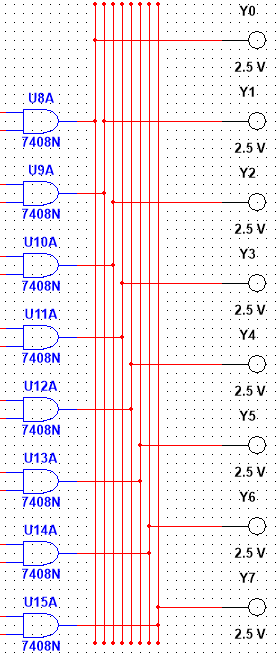 Y0
2.5 V
Y1
2.5 V
Y2
2.5 V
Y3
2.5 V
Y4
2.5 V
Y5
2.5 V
Y6
2.5 V
Y7
2.5 V
U8A
7408N
U9A
7408N
U10A
7408N
U11A
7408N
U12A
7408N
U13A
7408N
U14A
7408N
U15A
7408N